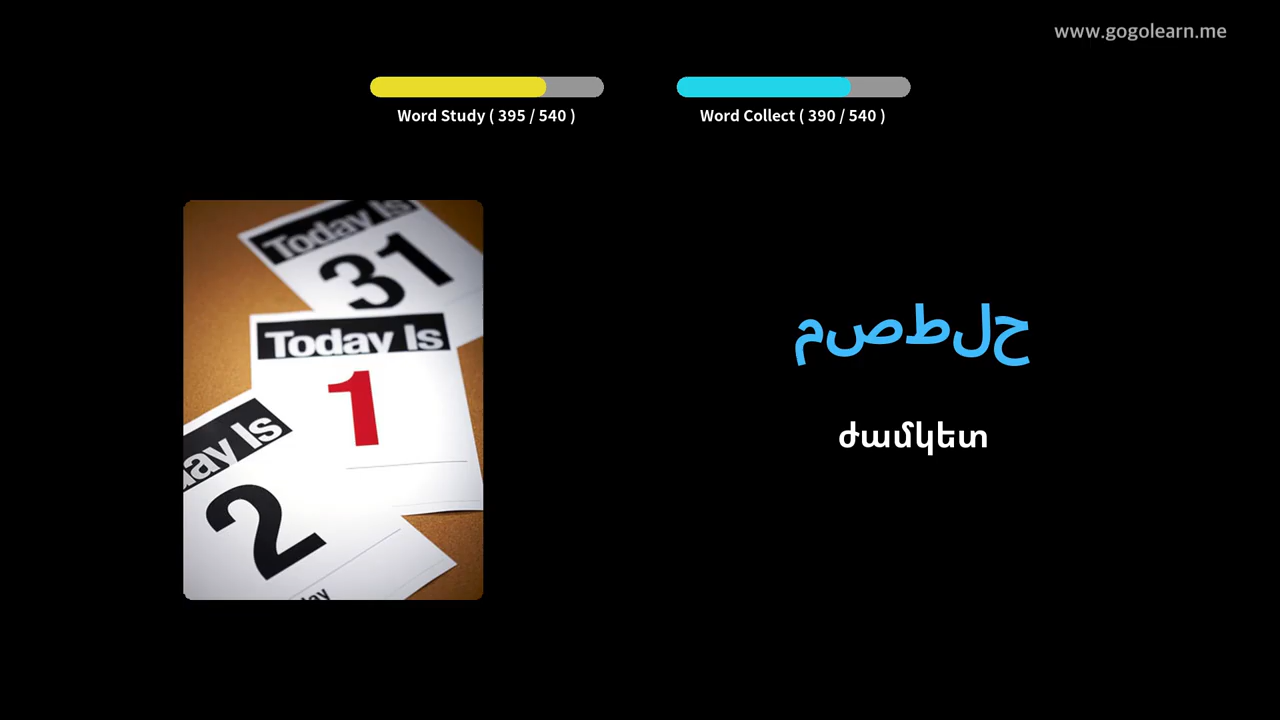 www.gogolearn.me
Word Study ( 395 / 540 )
Word Collect ( 390 / 540 )
Today Is
31
Today Is
1
ay Is
2
مصطلح
ժամկետ